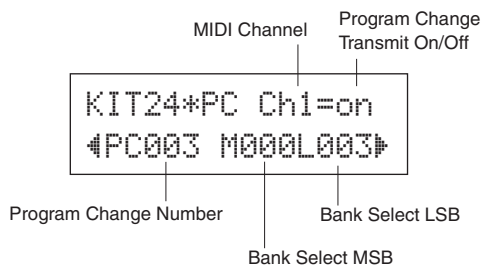 MIDI Channel
Program Change
Transmit On/Off
KIT24*PC Ch1=on
◀PC003 M000L003▶
Program Change Number
Bank Select LSB
Bank Select MSB